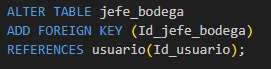 ALTER TABLE jefe_bodega
ADD FOREIGN KEY (Id_jefe_bodega)
REFERENCES usuario(Id_usuario);